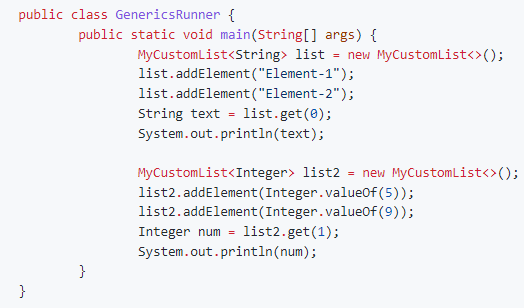 public class GenericsRunner {
public static void main(String[] args) {
MyCustomList<String> list = new MyCustomList<>();
list.addElement("Element-1");
list.addElement("Element-2");
String text = list.get(0);
System.out.println(text);
MyCustomList<Integer> list2 = new MyCustomList<>();
list2.addElement(Integer.valueOf(5));
list2.addElement(Integer.valueOf(9));
Integer num = list2.get(1);
System.out.println(num);
}
}